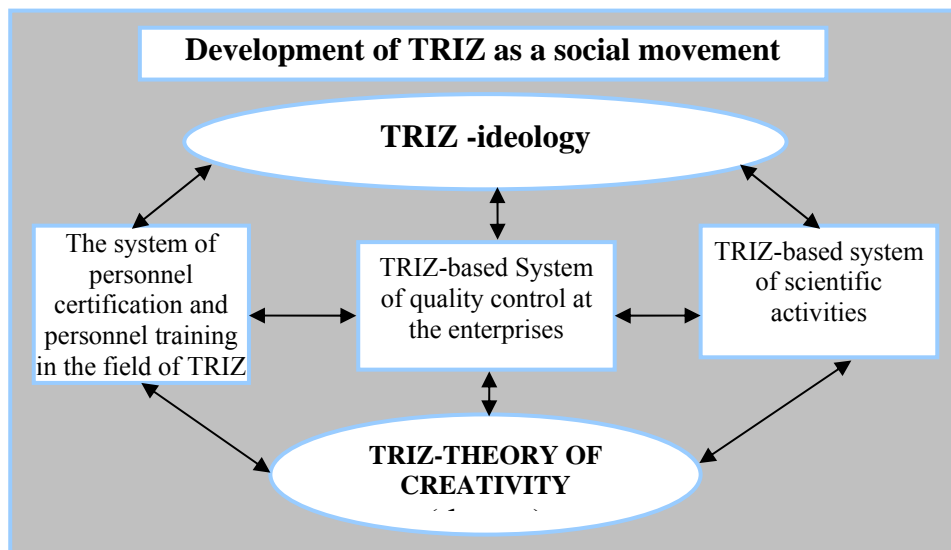 Development of TRIZ as a social movement
TRIZ -ideology
The system of
personnel
certification and
personnel training
in the field of TRIZ
TRIZ-based System
of quality control at
the enterprises
TRIZ-based system
of scientific
activities
TRIZ-THEORY OF
CREATIVITY